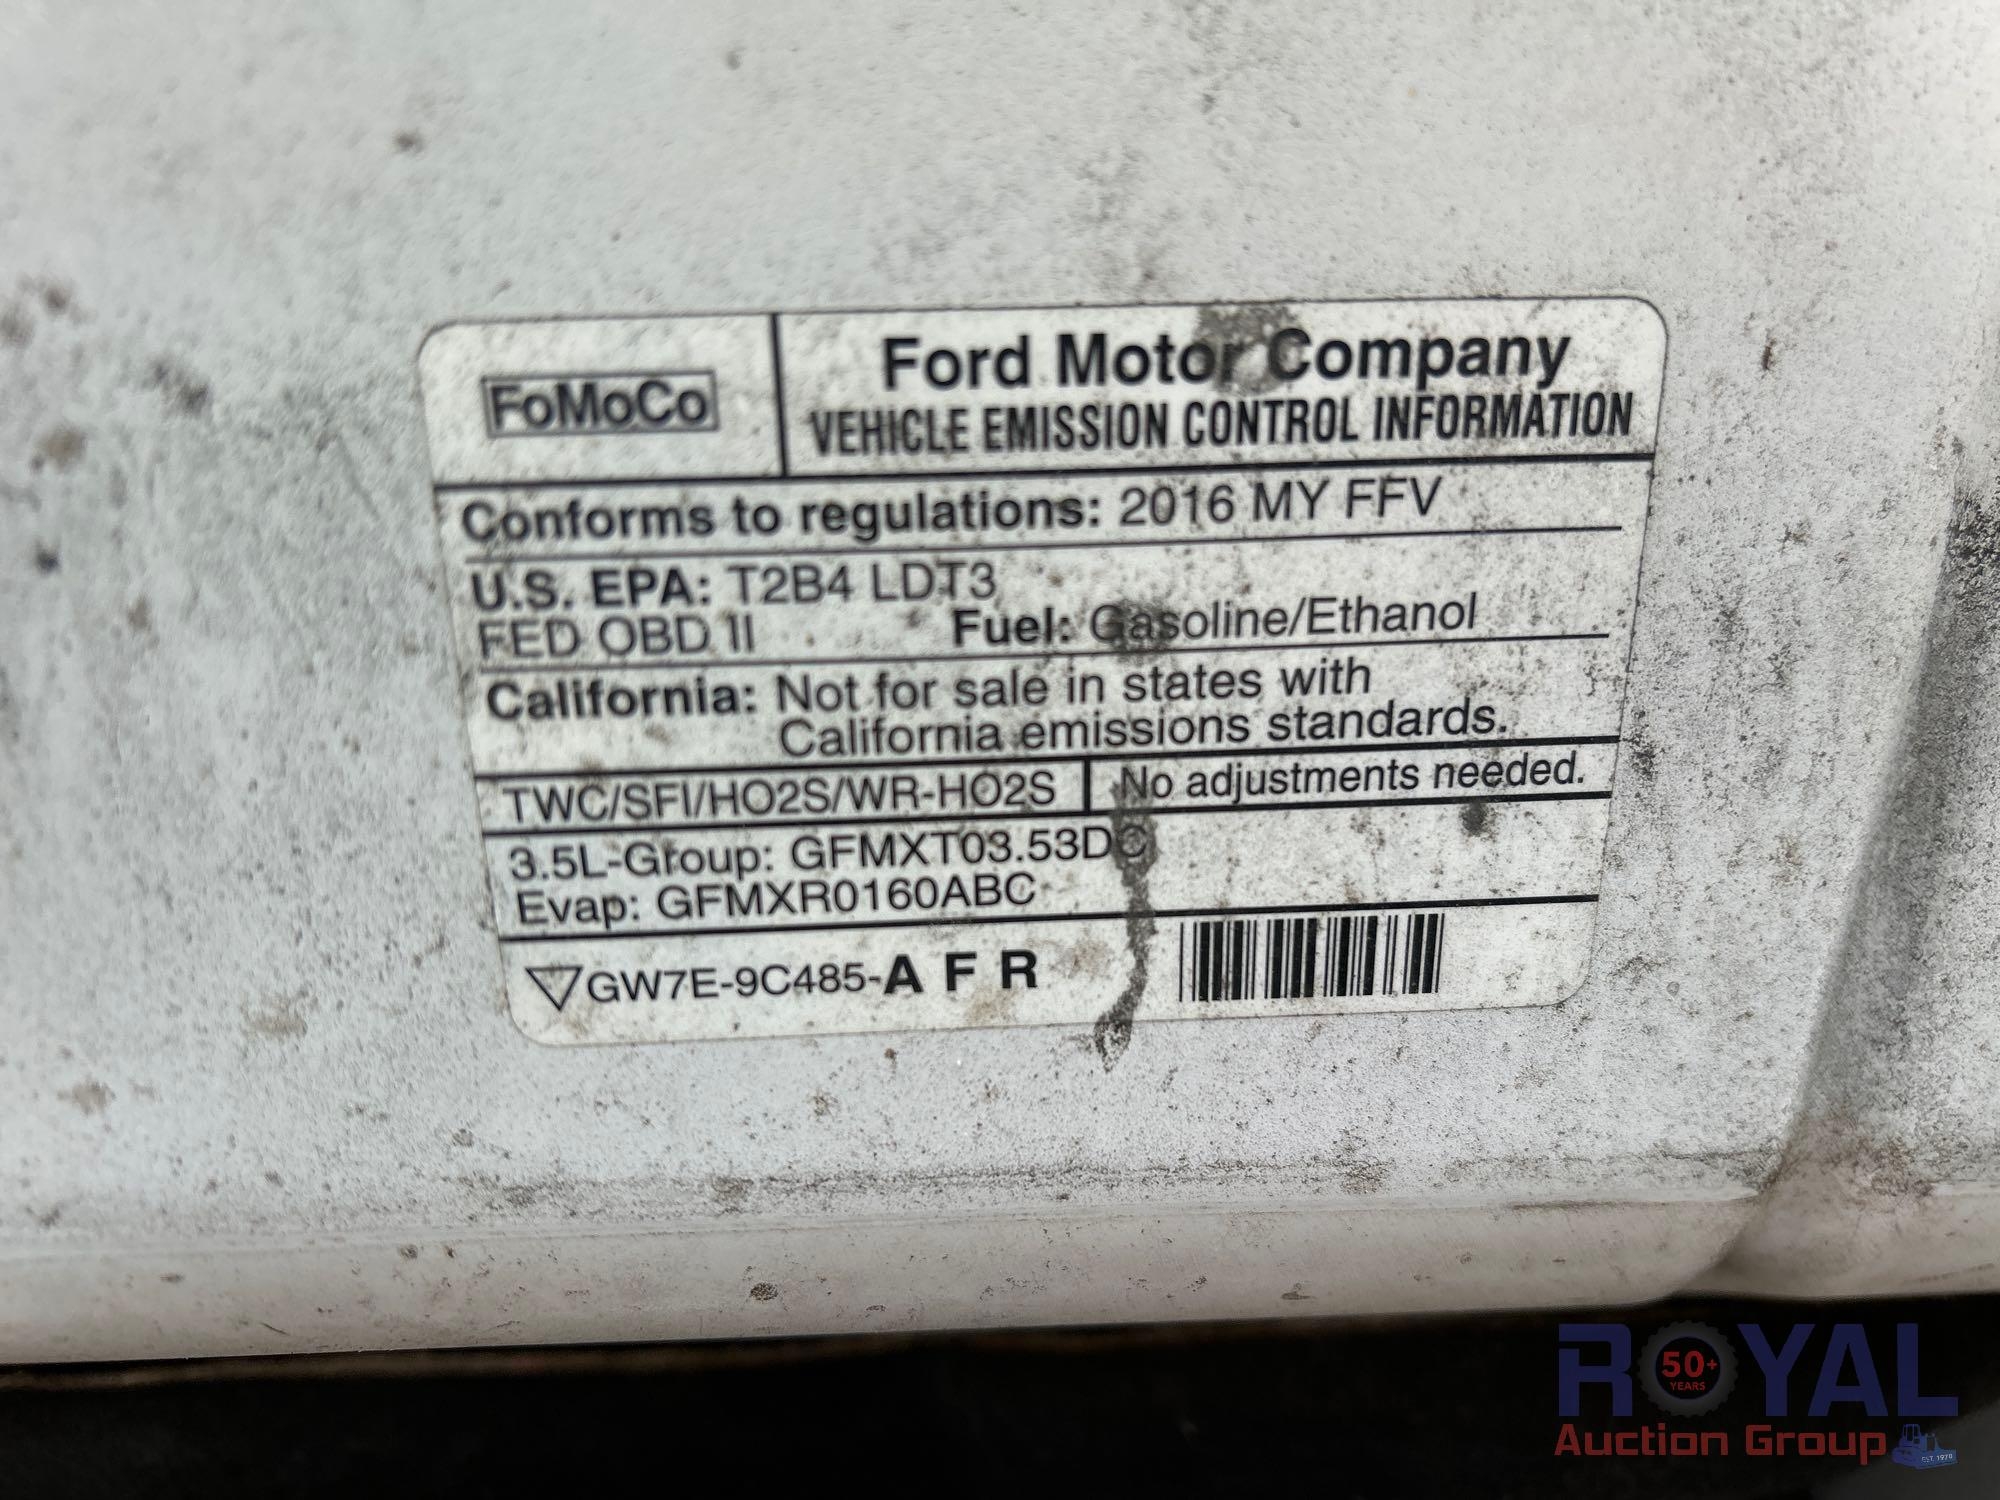 FoMoCo
Ford Motor Company
VEHICLE EMISSION CONTROL INFORMATION
Conforms to regulations: 2016 MY FFV
U.S. EPA: T2B4 LDT3
FED OBD II Fuel: Gasoline/Ethanol
California: Not for sale in states with
California emissions standards.
TWC/SFI/HO2S/WR-HO2S No adjustments needed.
3.5L-Group: GFMXT03.53DC
Evap: GFMXR0160ABC
GW7E-9C485-A F R
ROYAL
50+
YEARS
Auction Group
EST. 1970